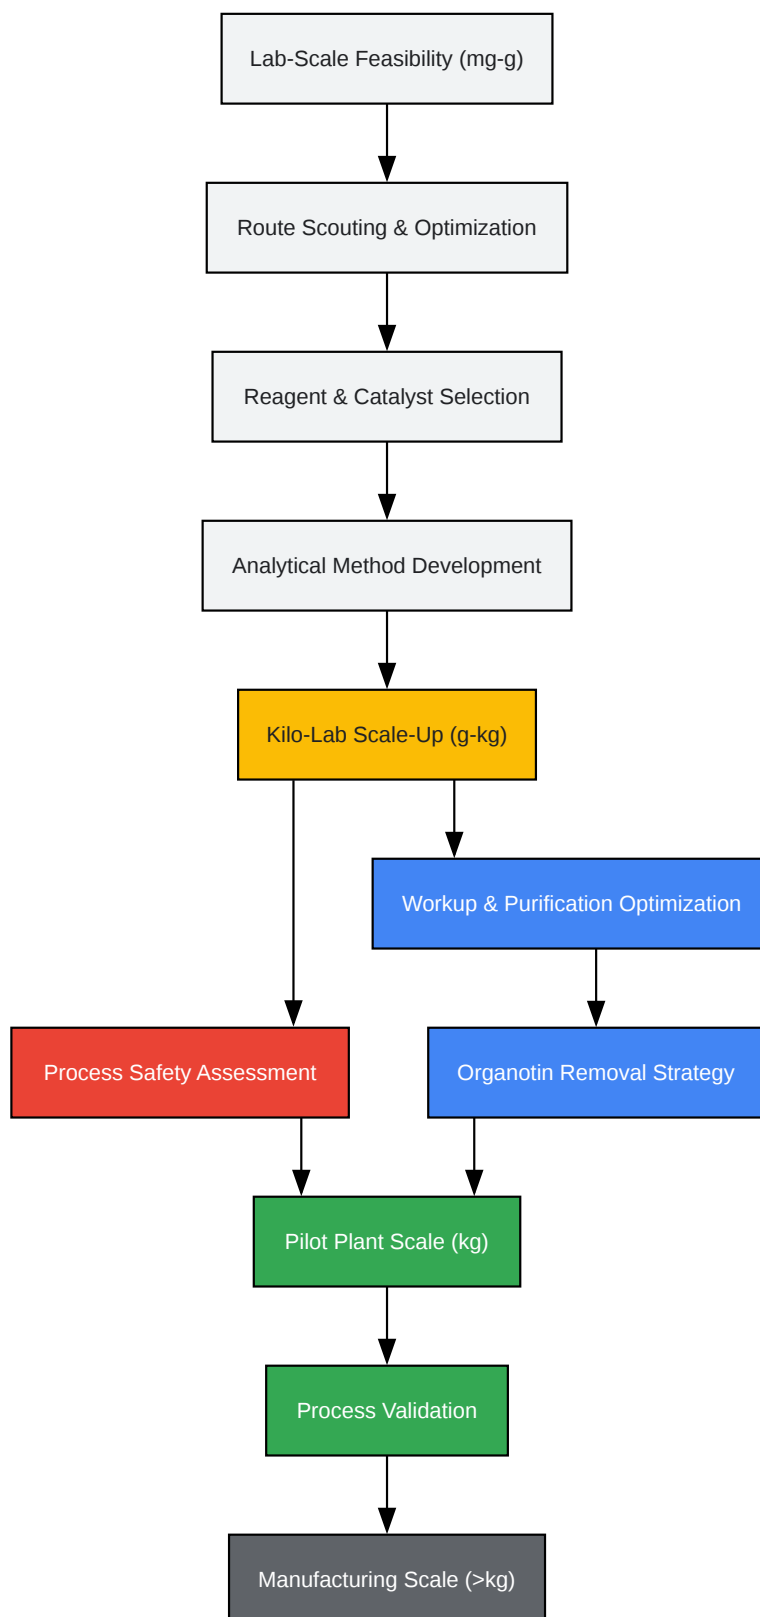 Lab-Scale Feasibility (mg-g)
Route Scouting & Optimization
Reagent & Catalyst Selection
Analytical Method Development
Kilo-Lab Scale-Up (g-kg)
Workup & Purification Optimization
Process Safety Assessment
Organotin Removal Strategy
Pilot Plant Scale (kg)
Process Validation
Manufacturing Scale (>kg)